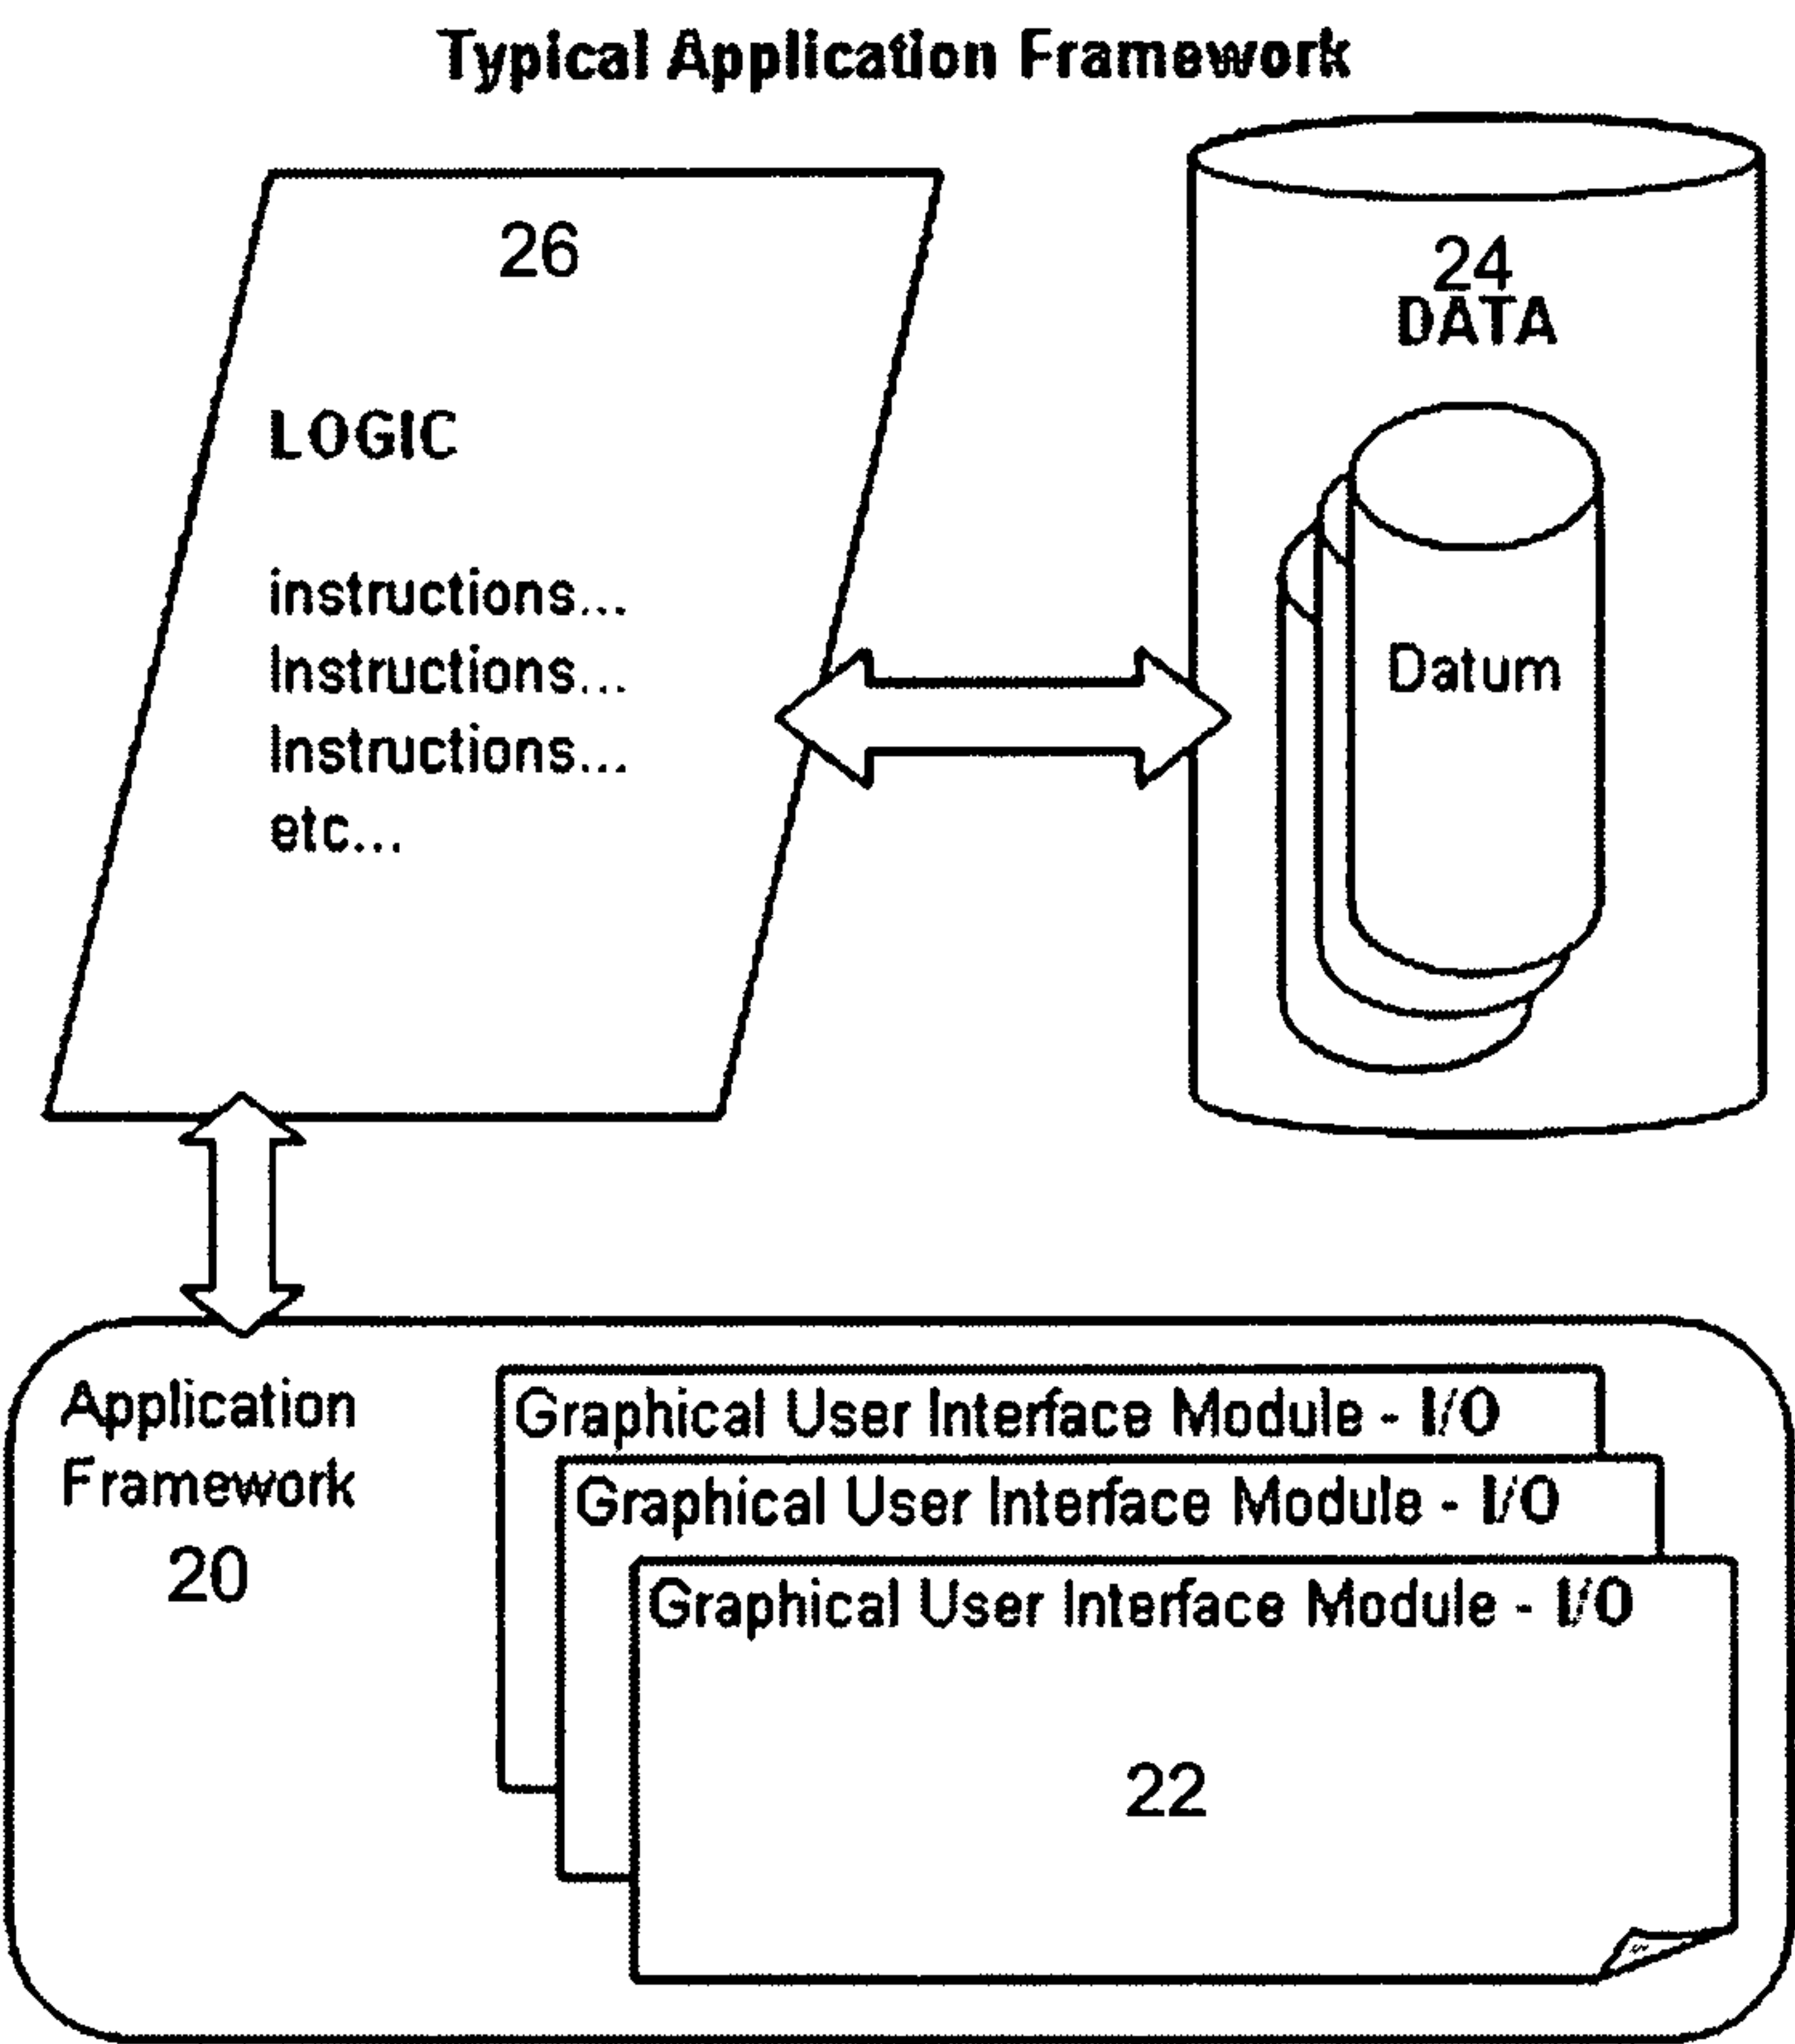 Typical Application Framework
26
LOGIC
instructions...
Instructions...
Instructions...
etc...
24
DATA
Datum
Application
Framework
20
Graphical User Interface Module - I/O
Graphical User Interface Module - I/O
Graphical User Interface Module - I/O
22